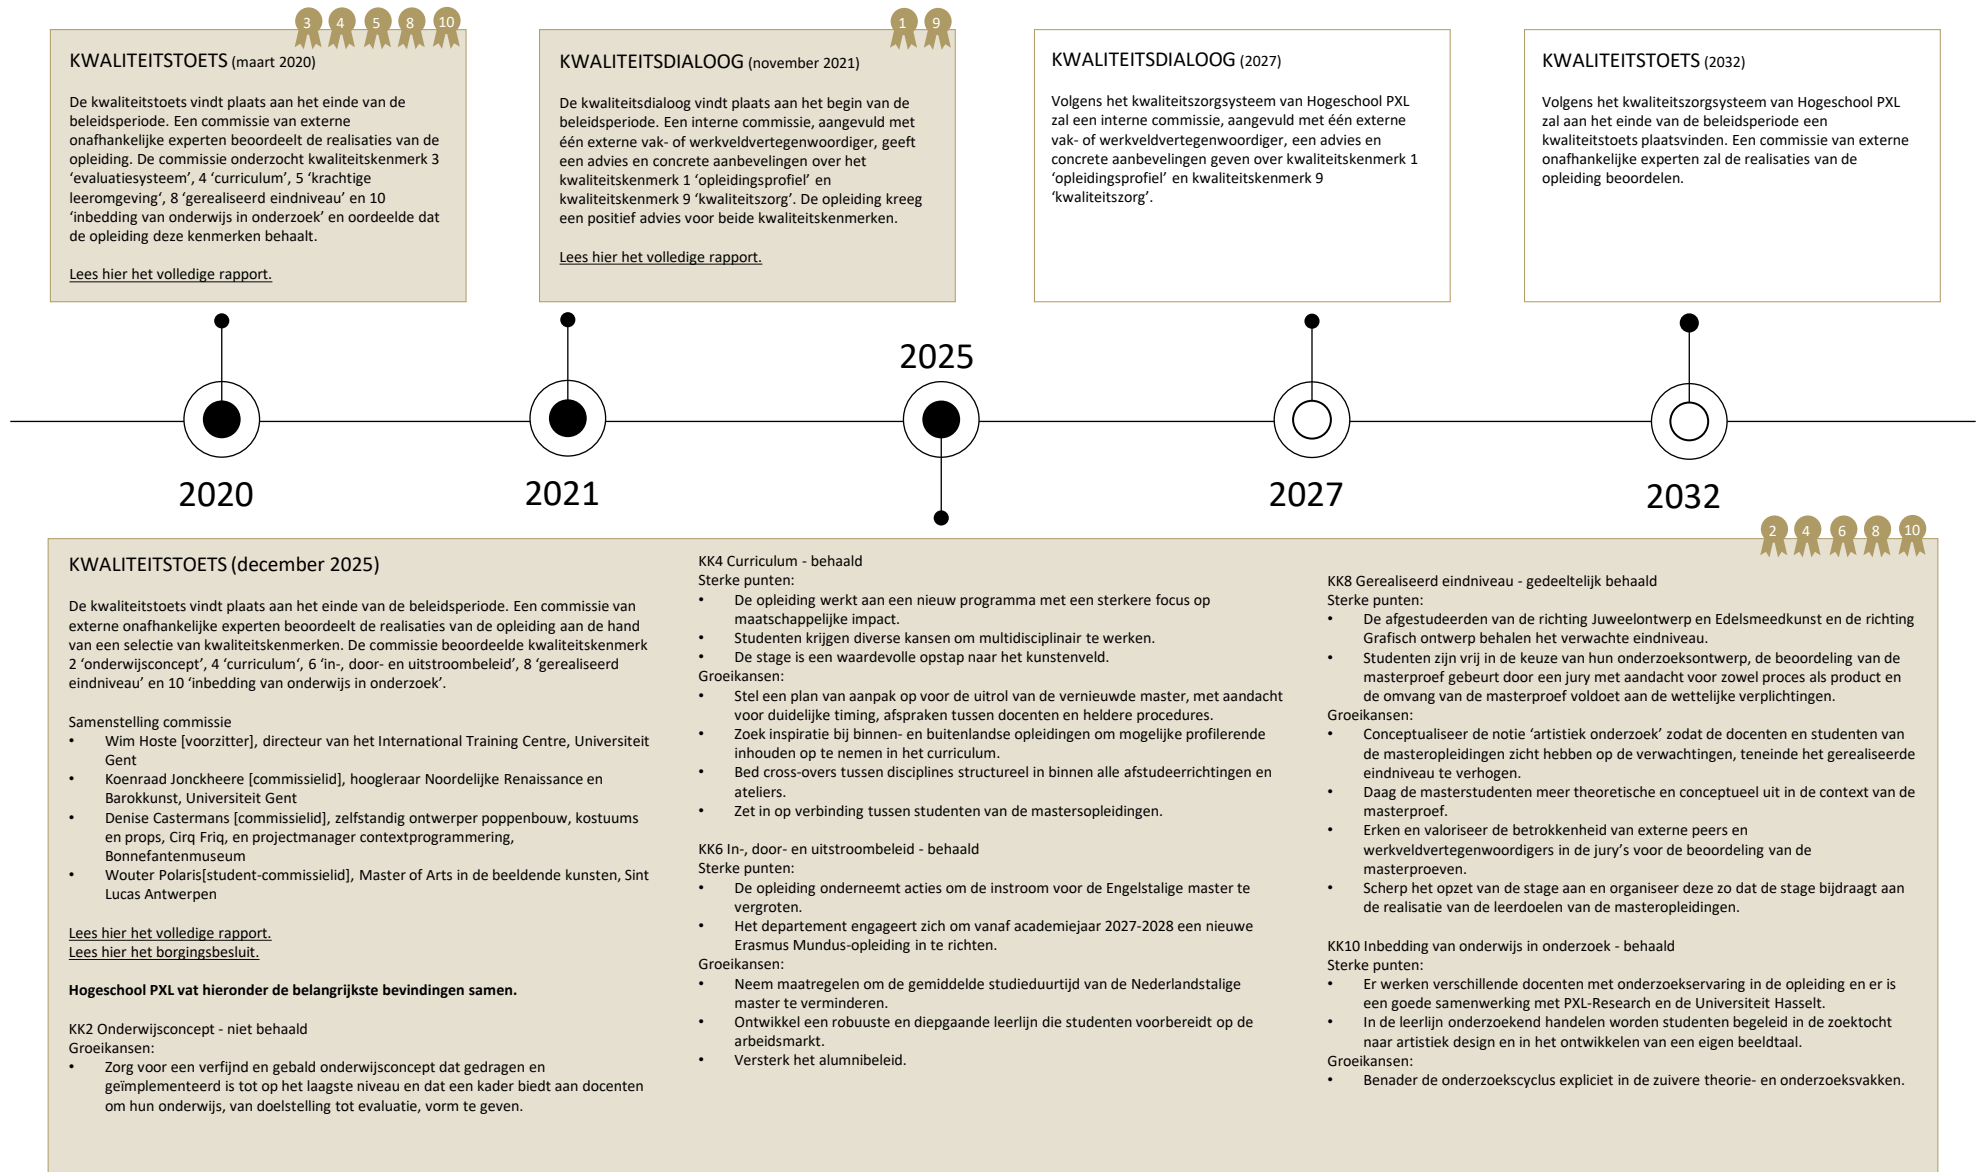 3 4 5 8 10
KWALITEITSTOETS (maart 2020)
De kwaliteitstoets vindt plaats aan het einde van de
beleidsperiode. Een commissie van externe
onafhankelijke experten beoordeelt de realisaties van de
opleiding. De commissie onderzocht kwaliteitskenmerk 3
‘evaluatiesysteem’, 4 ‘curriculum’, 5 ‘krachtige
leeromgeving‘, 8 ‘gerealiseerd eindniveau’ en 10
‘inbedding van onderwijs in onderzoek’ en oordeelde dat
de opleiding deze kenmerken behaalt.
Lees hier het volledige rapport.
1 9
KWALITEITSDIALOOG (november 2021)
De kwaliteitsdialoog vindt plaats aan het begin van de
beleidsperiode. Een interne commissie, aangevuld met
één externe vak- of werkveldvertegenwoordiger, geeft
een advies en concrete aanbevelingen over het
kwaliteitskenmerk 1 ‘opleidingsprofiel’ en
kwaliteitskenmerk 9 ‘kwaliteitszorg’. De opleiding kreeg
een positief advies voor beide kwaliteitskenmerken.
Lees hier het volledige rapport.
KWALITEITSDIALOOG (2027)
Volgens het kwaliteitszorgsysteem van Hogeschool PXL
zal een interne commissie, aangevuld met één externe
vak- of werkveldvertegenwoordiger, een advies en
concrete aanbevelingen geven over kwaliteitskenmerk 1
‘opleidingsprofiel’ en kwaliteitskenmerk 9
‘kwaliteitszorg’.
KWALITEITSTOETS (2032)
Volgens het kwaliteitszorgsysteem van Hogeschool PXL
zal aan het einde van de beleidsperiode een
kwaliteitstoets plaatsvinden. Een commissie van externe
onafhankelijke experten zal de realisaties van de
opleiding beoordelen.
2020
2021
2025
2027
2032
2 4 6 8 10
KWALITEITSTOETS (december 2025)
De kwaliteitstoets vindt plaats aan het einde van de beleidsperiode. Een commissie van
externe onafhankelijke experten beoordeelt de realisaties van de opleiding aan de hand
van een selectie van kwaliteitskenmerken. De commissie beoordeelde kwaliteitskenmerk
2 ‘onderwijsconcept’, 4 ‘curriculum‘, 6 ‘in-, door- en uitstroombeleid’, 8 ‘gerealiseerd
eindniveau’ en 10 ‘inbedding van onderwijs in onderzoek’.
Samenstelling commissie
• Wim Hoste [voorzitter], directeur van het International Training Centre, Universiteit
Gent
• Koenraad Jonckheere [commissielid], hoogleraar Noordelijke Renaissance en
Barokkunst, Universiteit Gent
• Denise Castermans [commissielid], zelfstandig ontwerper poppenbouw, kostuums
en props, Cirq Friq, en projectmanager contextprogrammering,
Bonnefantenmuseum
• Wouter Polaris[student-commissielid], Master of Arts in de beeldende kunsten, Sint
Lucas Antwerpen
Lees hier het volledige rapport.
Lees hier het borgingsbesluit.
Hogeschool PXL vat hieronder de belangrijkste bevindingen samen.
KK2 Onderwijsconcept - niet behaald
Groeikansen:
• Zorg voor een verfijnd en gebald onderwijsconcept dat gedragen en
geïmplementeerd is tot op het laagste niveau en dat een kader biedt aan docenten
om hun onderwijs, van doelstelling tot evaluatie, vorm te geven.
KK4 Curriculum - behaald
Sterke punten:
• De opleiding werkt aan een nieuw programma met een sterkere focus op
maatschappelijke impact.
• Studenten krijgen diverse kansen om multidisciplinair te werken.
• De stage is een waardevolle opstap naar het kunstenveld.
Groeikansen:
• Stel een plan van aanpak op voor de uitrol van de vernieuwde master, met aandacht
voor duidelijke timing, afspraken tussen docenten en heldere procedures.
• Zoek inspiratie bij binnen- en buitenlandse opleidingen om mogelijke profilerende
inhouden op te nemen in het curriculum.
• Bed cross-overs tussen disciplines structureel in binnen alle afstudeerrichtingen en
ateliers.
• Zet in op verbinding tussen studenten van de mastersopleidingen.
KK6 In-, door- en uitstroombeleid - behaald
Sterke punten:
• De opleiding onderneemt acties om de instroom voor de Engelstalige master te
vergroten.
• Het departement engageert zich om vanaf academiejaar 2027-2028 een nieuwe
Erasmus Mundus-opleiding in te richten.
Groeikansen:
• Neem maatregelen om de gemiddelde studieduurtijd van de Nederlandstalige
master te verminderen.
• Ontwikkel een robuuste en diepgaande leerlijn die studenten voorbereidt op de
arbeidsmarkt.
• Versterk het alumnibeleid.
KK8 Gerealiseerd eindniveau - gedeeltelijk behaald
Sterke punten:
• De afgestudeerden van de richting Juweelontwerp en Edelsmeedkunst en de richting
Grafisch ontwerp behalen het verwachte eindniveau.
• Studenten zijn vrij in de keuze van hun onderzoeksontwerp, de beoordeling van de
masterproef gebeurt door een jury met aandacht voor zowel proces als product en
de omvang van de masterproef voldoet aan de wettelijke verplichtingen.
Groeikansen:
• Conceptualiseer de notie ‘artistiek onderzoek’ zodat de docenten en studenten van
de masteropleidingen zicht hebben op de verwachtingen, teneinde het gerealiseerde
eindniveau te verhogen.
• Daag de masterstudenten meer theoretische en conceptueel uit in de context van de
masterproef.
• Erken en valoriseer de betrokkenheid van externe peers en
werkveldvertegenwoordigers in de jury’s voor de beoordeling van de
masterproeven.
• Scherp het opzet van de stage aan en organiseer deze zo dat de stage bijdraagt aan
de realisatie van de leerdoelen van de masteropleidingen.
KK10 Inbedding van onderwijs in onderzoek - behaald
Sterke punten:
• Er werken verschillende docenten met onderzoekservaring in de opleiding en er is
een goede samenwerking met PXL-Research en de Universiteit Hasselt.
• In de leerlijn onderzoekend handelen worden studenten begeleid in de zoektocht
naar artistiek design en in het ontwikkelen van een eigen beeldtaal.
Groeikansen:
• Benader de onderzoekscyclus expliciet in de zuivere theorie- en onderzoeksvakken.